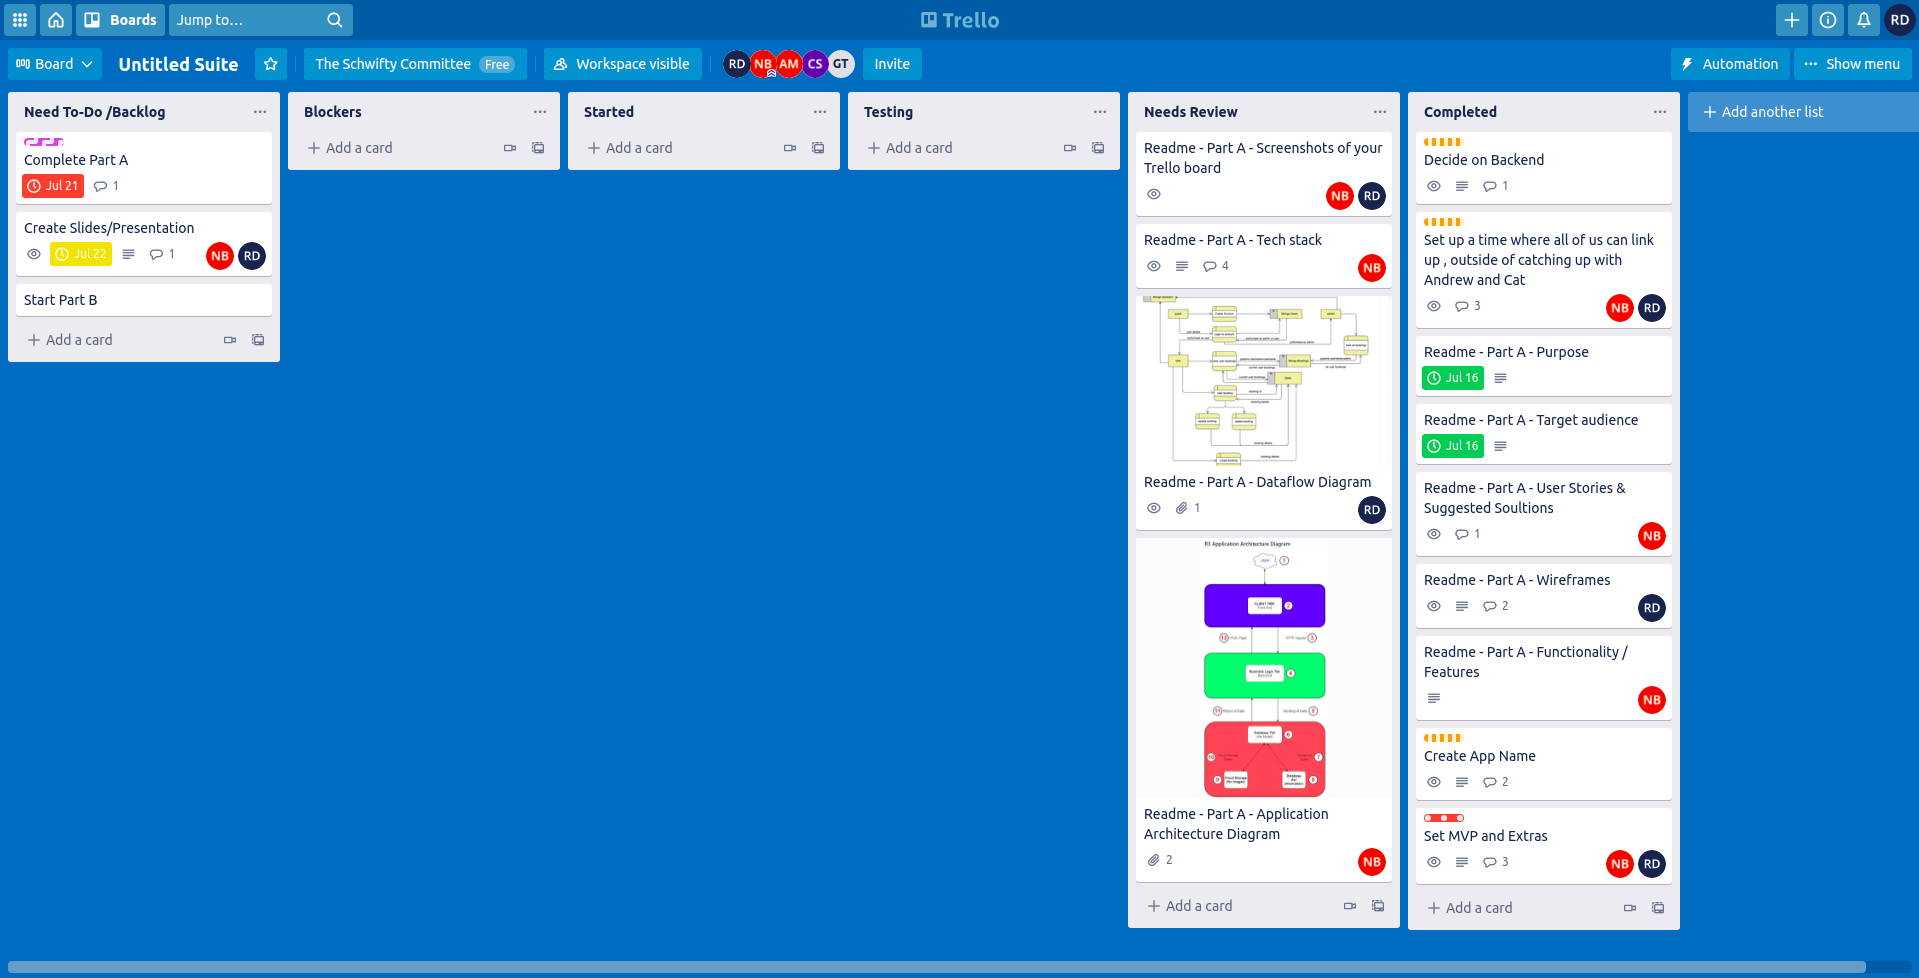 Boards
Jump to...
Trello
RD
Board
Untitled Suite
The Schwifty Committee Free
Workspace visible
RD NB AM CS GT
Invite
Automation
Show menu
Need To-Do /Backlog
Complete Part A
Jul 21 1
Create Slides/Presentation
Jul 22 1
NB RD
Start Part B
Add a card
Blockers
Add a card
Started
Add a card
Testing
Add a card
Needs Review
Readme - Part A - Screenshots of your
Trello board
NB RD
Readme - Part A - Tech stack
4
NB
Readme - Part A - Dataflow Diagram
1
RD
R3 Application Architecture Diagram
Readme - Part A - Application
Architecture Diagram
2
NB
Add a card
Completed
Decide on Backend
1
Set up a time where all of us can link
up , outside of catching up with
Andrew and Cat
3
NB RD
Readme - Part A - Purpose
Jul 16
Readme - Part A - Target audience
Jul 16
Readme - Part A - User Stories &
Suggested Soultions
1
NB
Readme - Part A - Wireframes
2
RD
Readme - Part A - Functionality /
Features
NB
Create App Name
2
Set MVP and Extras
3
NB RD
Add a card
Add another list